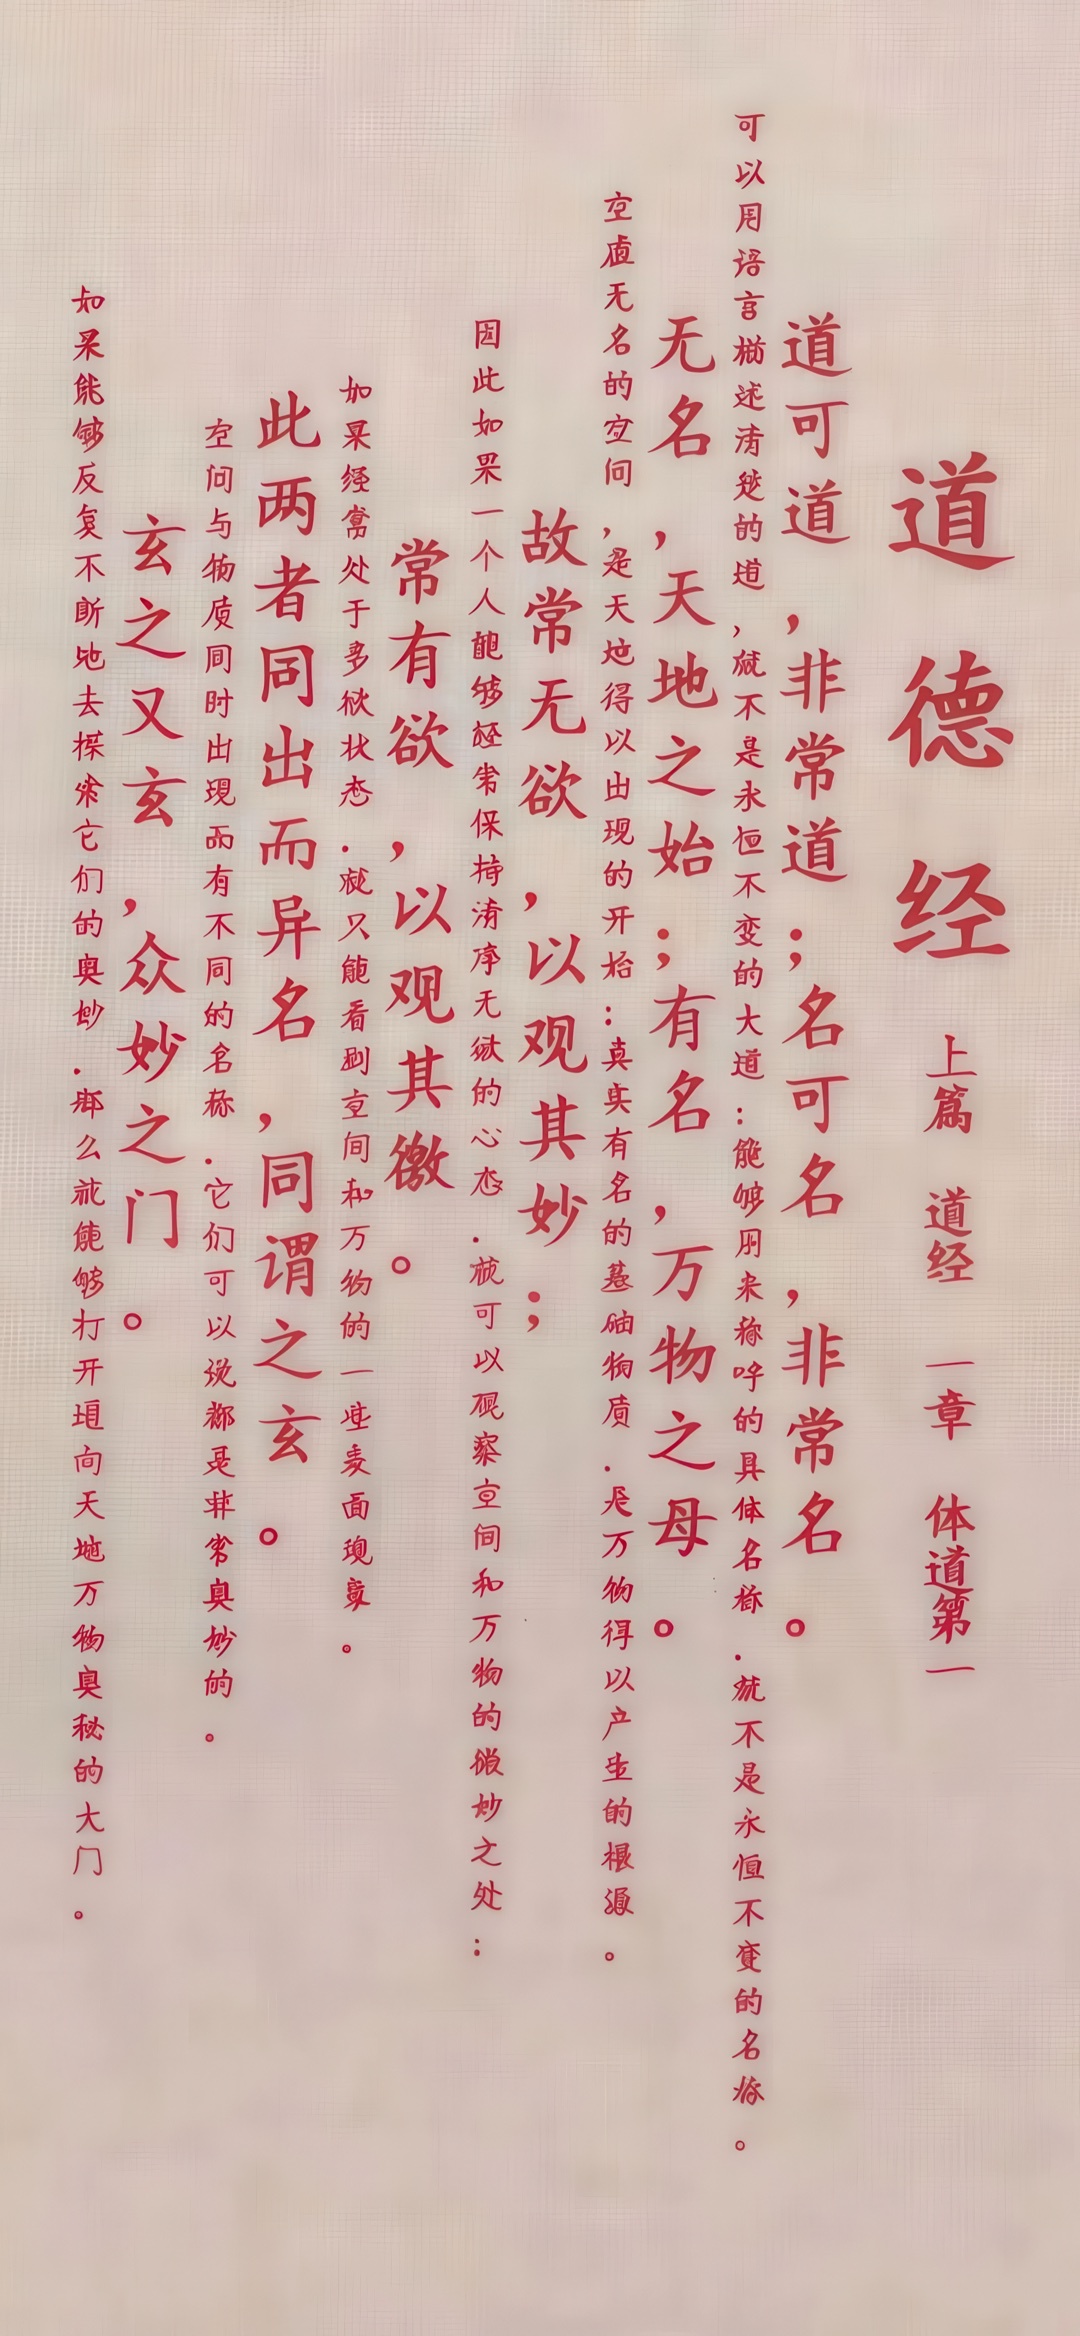 道德经 上篇 道经 一章 体道第一
道可道,非常道;名可名,非常名。
可以用语言描述清楚的道,就不是永恒不变的大道:能够用来称呼的具体名称.就不是永恒不变的名称。
无名,天地之始;有名,万物之母。
空虚无名的空间,是天地得以出现的开始:真实有名的基础物质.是万物得以产生的根源。
故常无欲,以观其妙;
因此如果一个人能够经常保持清净无欲的心态.就可以观察空间和万物的微妙之处:
常有欲,以观其徼。
如果经常处于多欲状态.就只能看到空间和万物的一些表面现象。
此两者同出而异名,同谓之玄。
空间与物质同时出现而有不同的名称.它们可以说都是非常奥妙的。
玄之又玄,众妙之门。
如果能够反复不断地去探索它们的奥妙.那么就能够打开通向天地万物奥秘的大门。